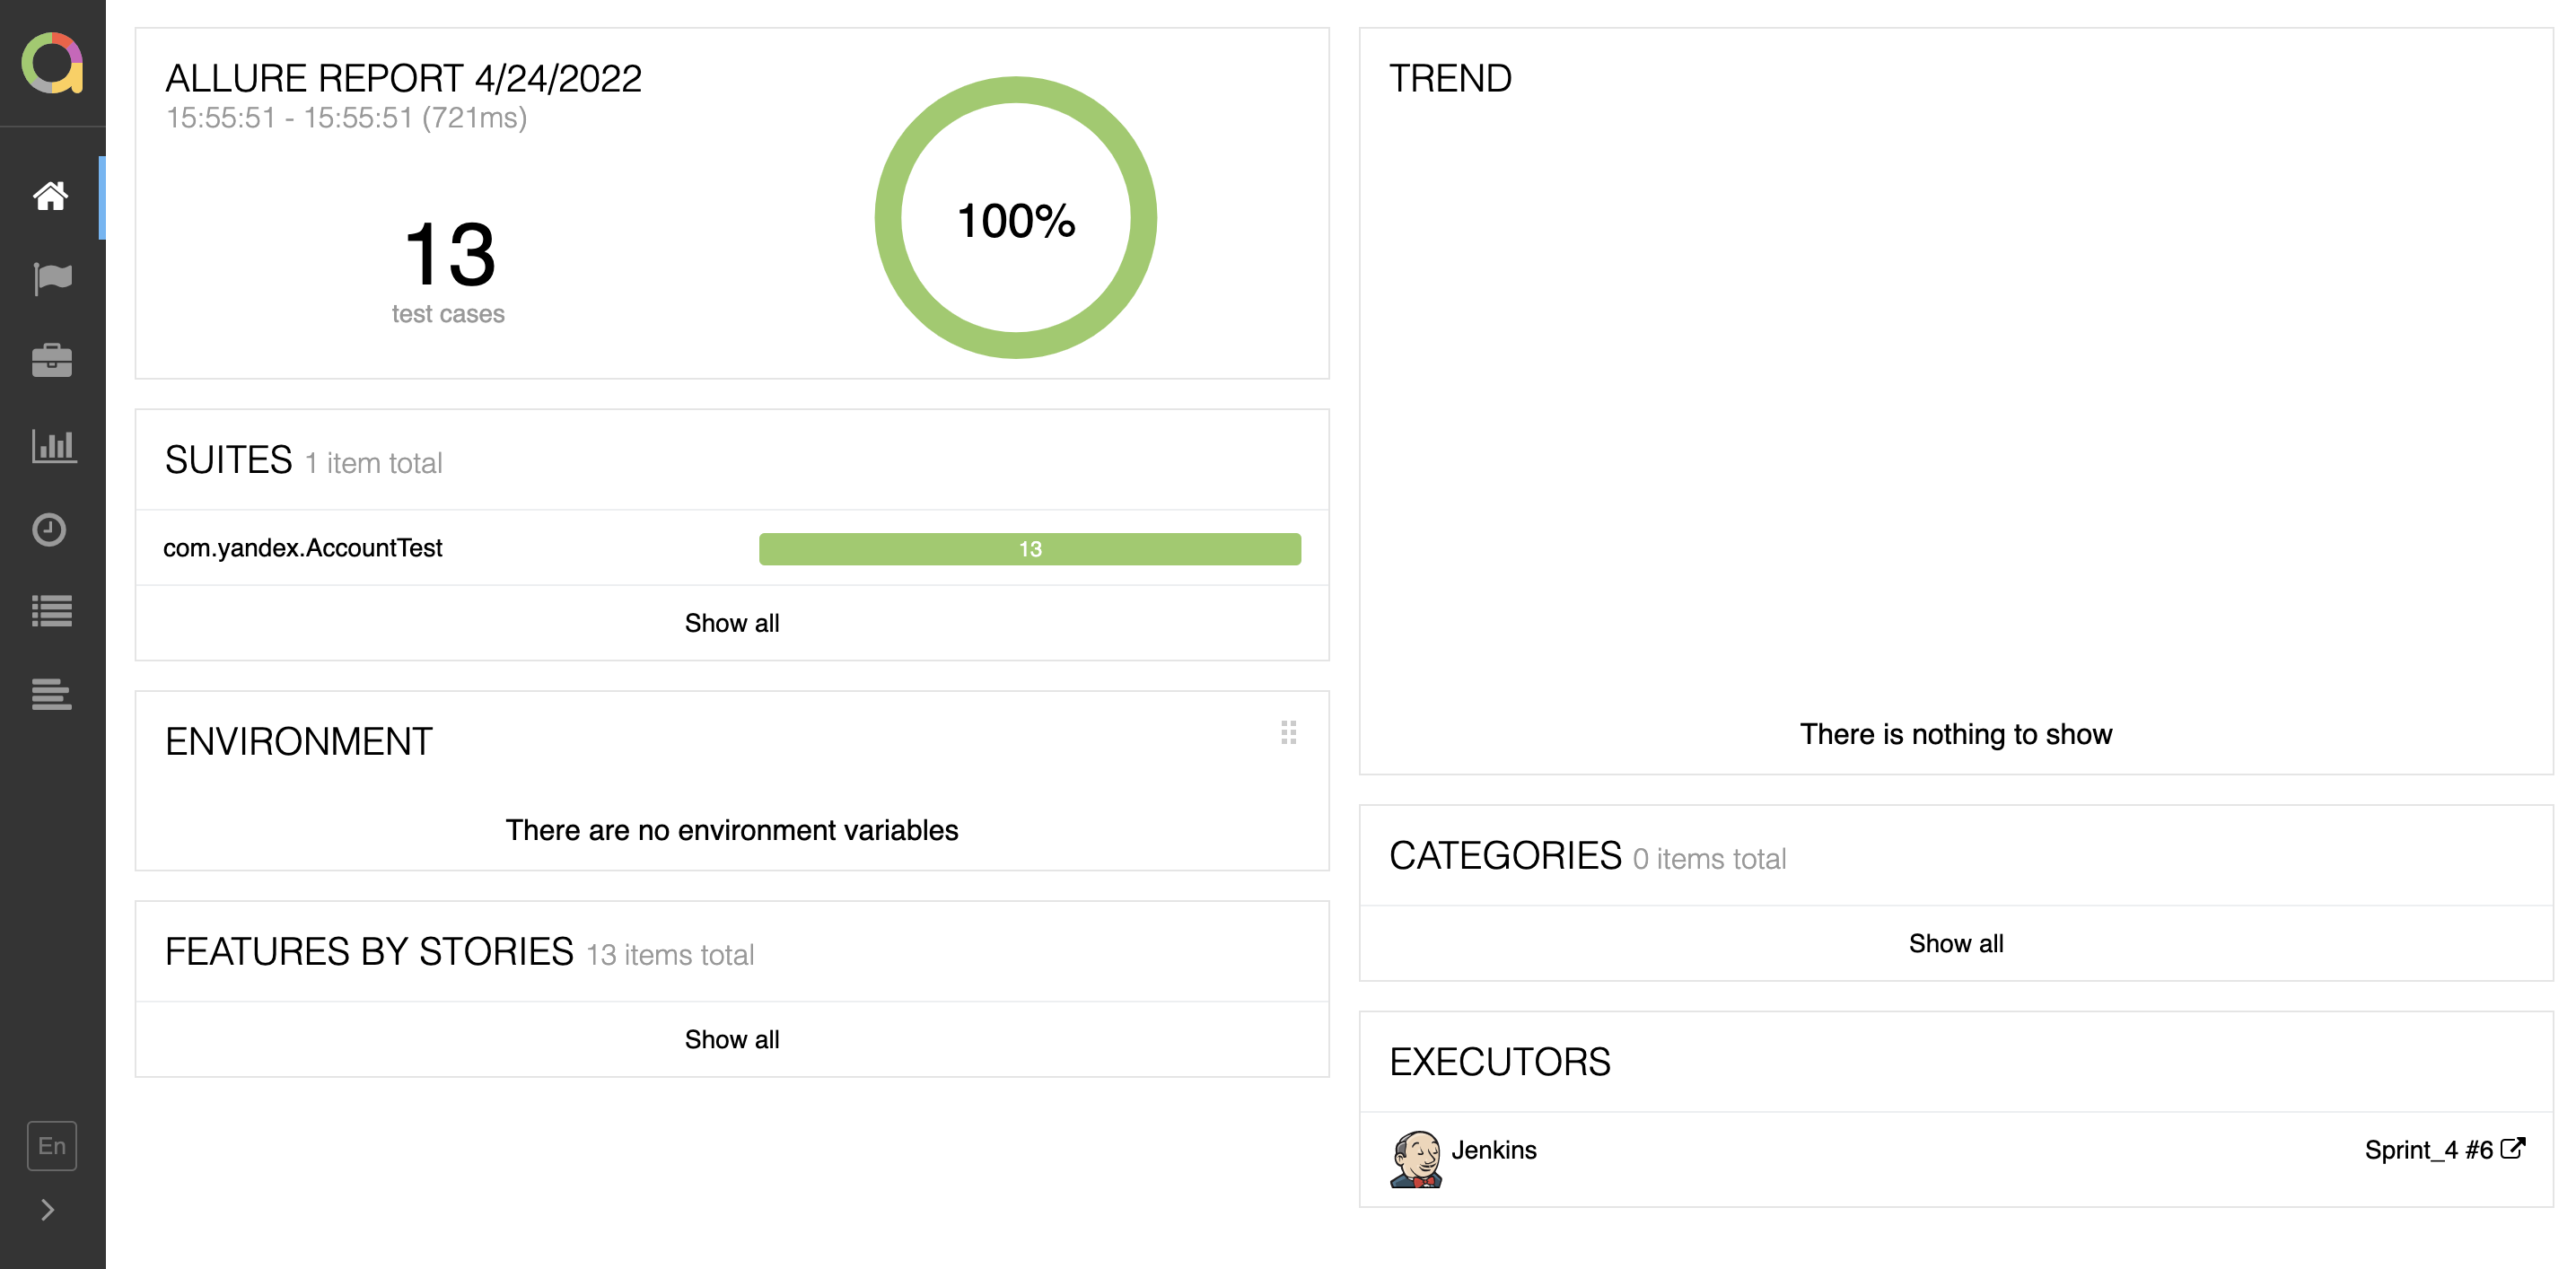 ALLURE REPORT 4/24/2022
15:55:51 - 15:55:51 (721ms)
13
test cases
100%
SUITES 1 item total
com.yandex.AccountTest 13
Show all
ENVIRONMENT
There are no environment variables
FEATURES BY STORIES 13 items total
Show all
TREND
There is nothing to show
CATEGORIES 0 items total
Show all
EXECUTORS
Jenkins Sprint_4 #6
En